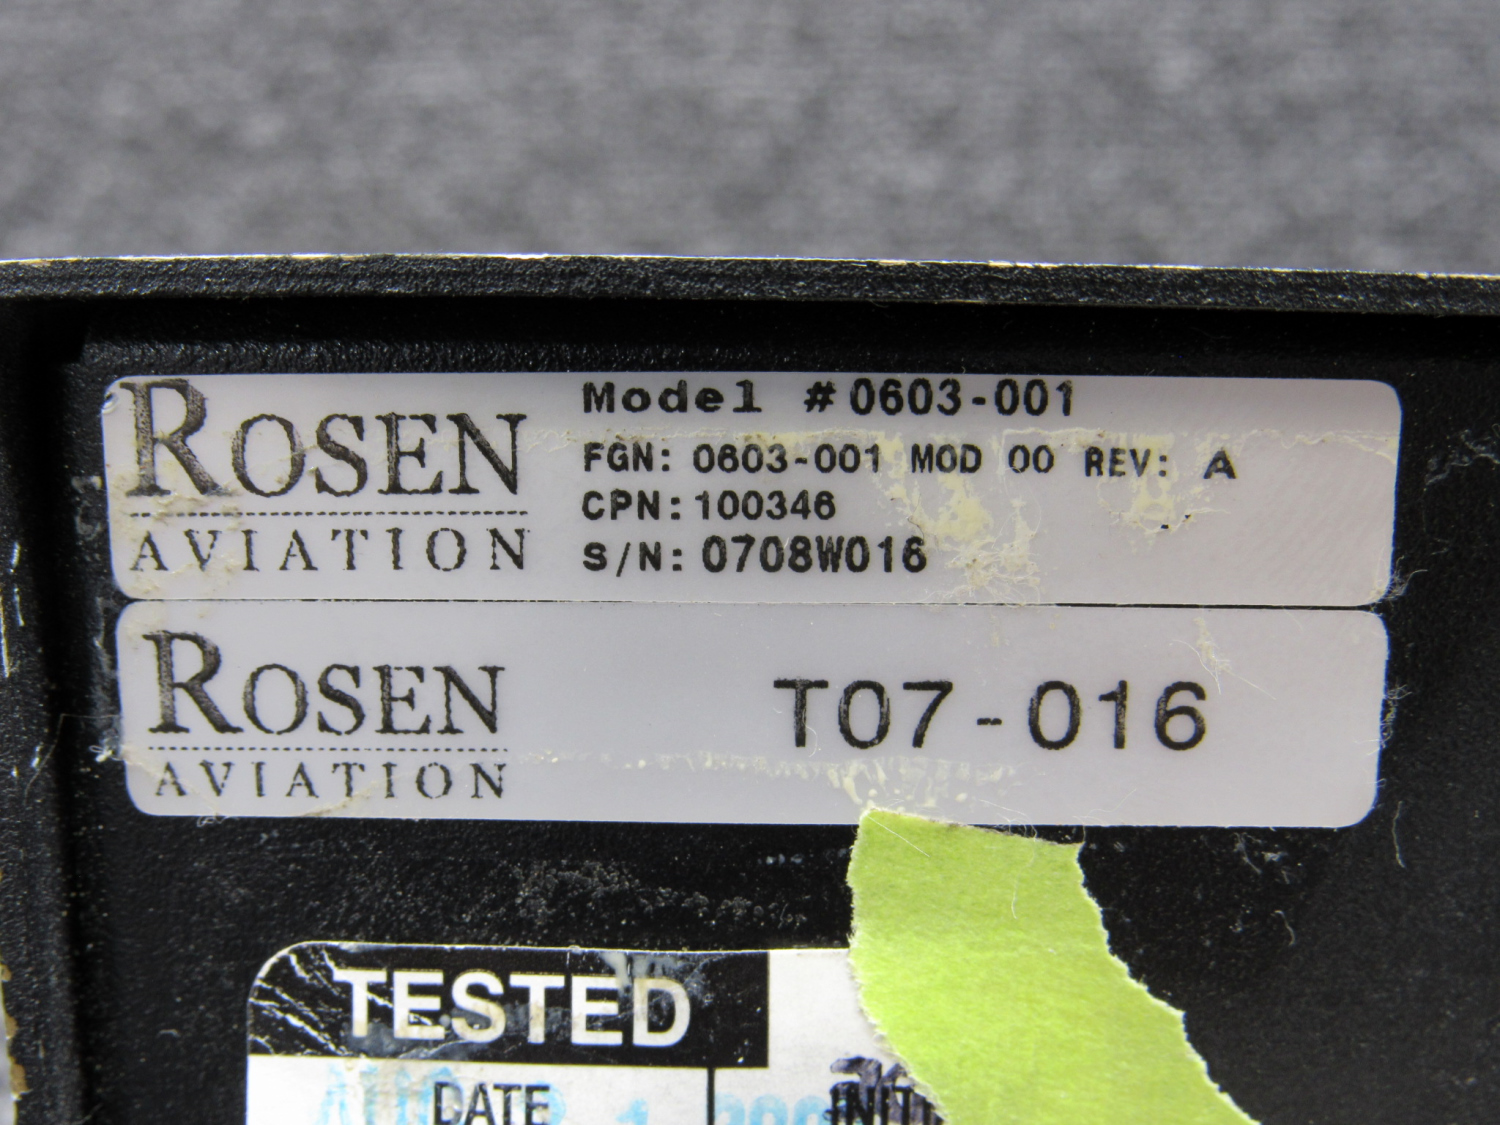 ROSEN
AVIATION
Model #0603-001
FGN: 0603-001 MOD 00 REV: A
CPN: 100346
S/N: 0708W016
ROSEN
AVIATION
T07-016
TESTED
DATE